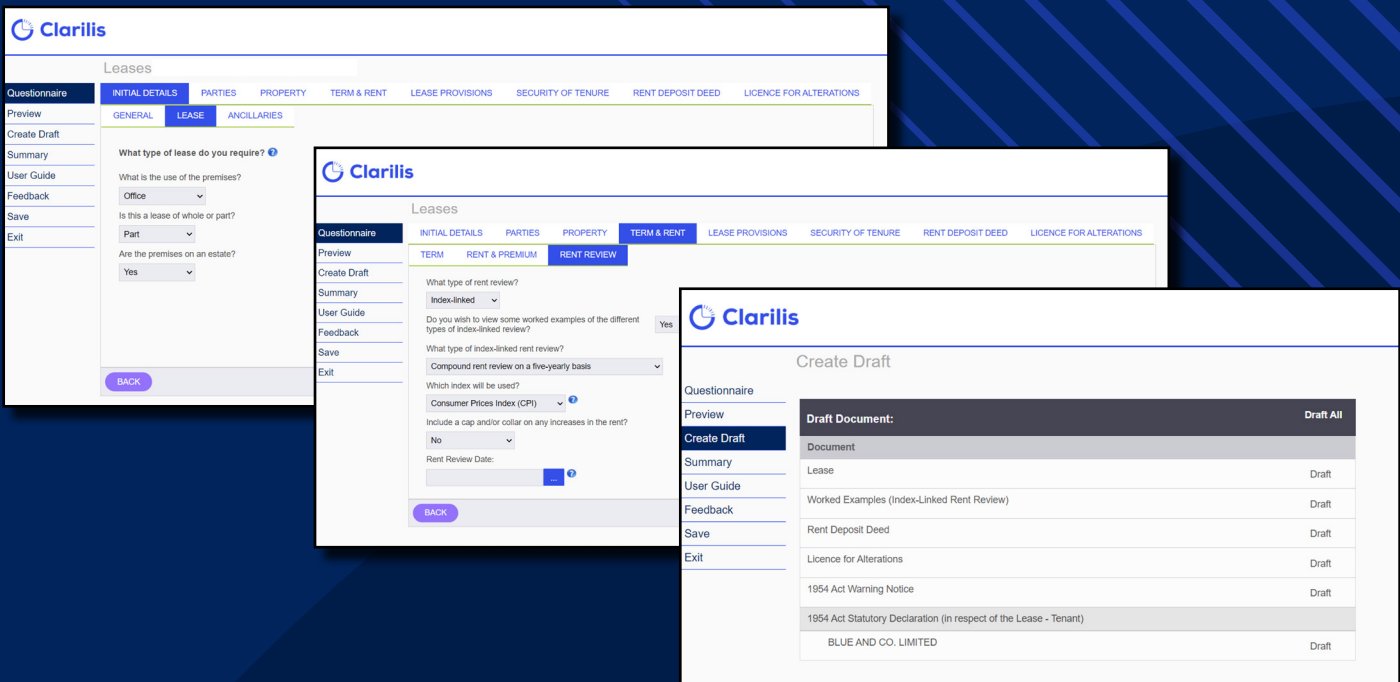 Clarilis
Leases
Questionnaire
Preview
Create Draft
Summary
User Guide
Feedback
Save
Exit
INITIAL DETAILS PARTIES PROPERTY TERM & RENT LEASE PROVISIONS SECURITY OF TENURE RENT DEPOSIT DEED LICENCE FOR ALTERATIONS
GENERAL LEASE ANCILLARIES
What type of lease do you require? ?
What is the use of the premises?
Office
Is this a lease of whole or part?
Part
Are the premises on an estate?
Yes
BACK
Clarilis
Leases
Questionnaire
Preview
Create Draft
Summary
User Guide
Feedback
Save
Exit
INITIAL DETAILS PARTIES PROPERTY TERM & RENT LEASE PROVISIONS SECURITY OF TENURE RENT DEPOSIT DEED LICENCE FOR ALTERATIONS
TERM RENT & PREMIUM RENT REVIEW
What type of rent review?
Index-linked
Do you wish to view some worked examples of the different
types of index-linked review?
Yes
What type of index-linked rent review?
Compound rent review on a five-yearly basis
Which index will be used?
Consumer Prices Index (CPI) ?
Include a cap and/or collar on any increases in the rent?
No
Rent Review Date:
... ?
BACK
Clarilis
Create Draft
Questionnaire
Preview
Create Draft
Summary
User Guide
Feedback
Save
Exit
Draft Document: Draft All
Document
Lease Draft
Worked Examples (Index-Linked Rent Review) Draft
Rent Deposit Deed Draft
Licence for Alterations Draft
1954 Act Warning Notice Draft
1954 Act Statutory Declaration (in respect of the Lease - Tenant)
BLUE AND CO. LIMITED Draft